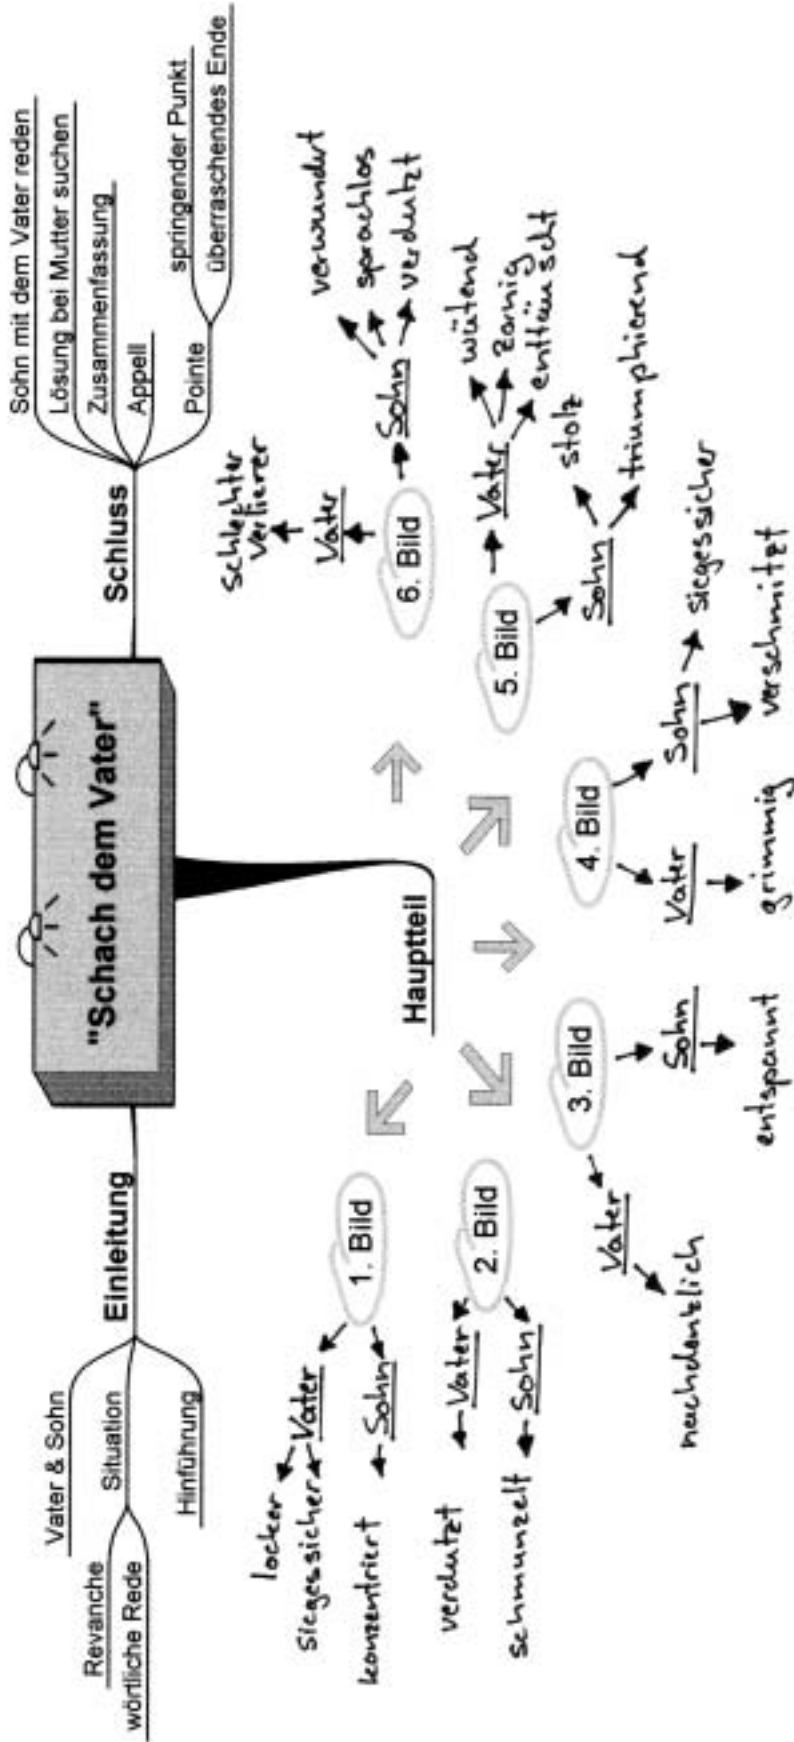 "Schach dem Vater"
Einleitung
Vater & Sohn
Situation
Revanche
wörtliche Rede
Hinführung
Hauptteil
1. Bild
Vater
locker
siegessicher
Sohn
konzentriert
2. Bild
Vater
verdutzt
Sohn
schmunzelt
3. Bild
Vater
nachdenklich
Sohn
entspannt
4. Bild
Vater
grimmig
Sohn
siegessicher
verschmitzt
5. Bild
Vater
wütend
zornig
enttäuscht
Sohn
stolz
triumphierend
6. Bild
Vater
schlechter
Verlierer
Sohn
verwundert
sprachlos
verdutzt
Schluss
Sohn mit dem Vater reden
Lösung bei Mutter suchen
Zusammenfassung
Appell
Pointe
springender Punkt
überraschendes Ende